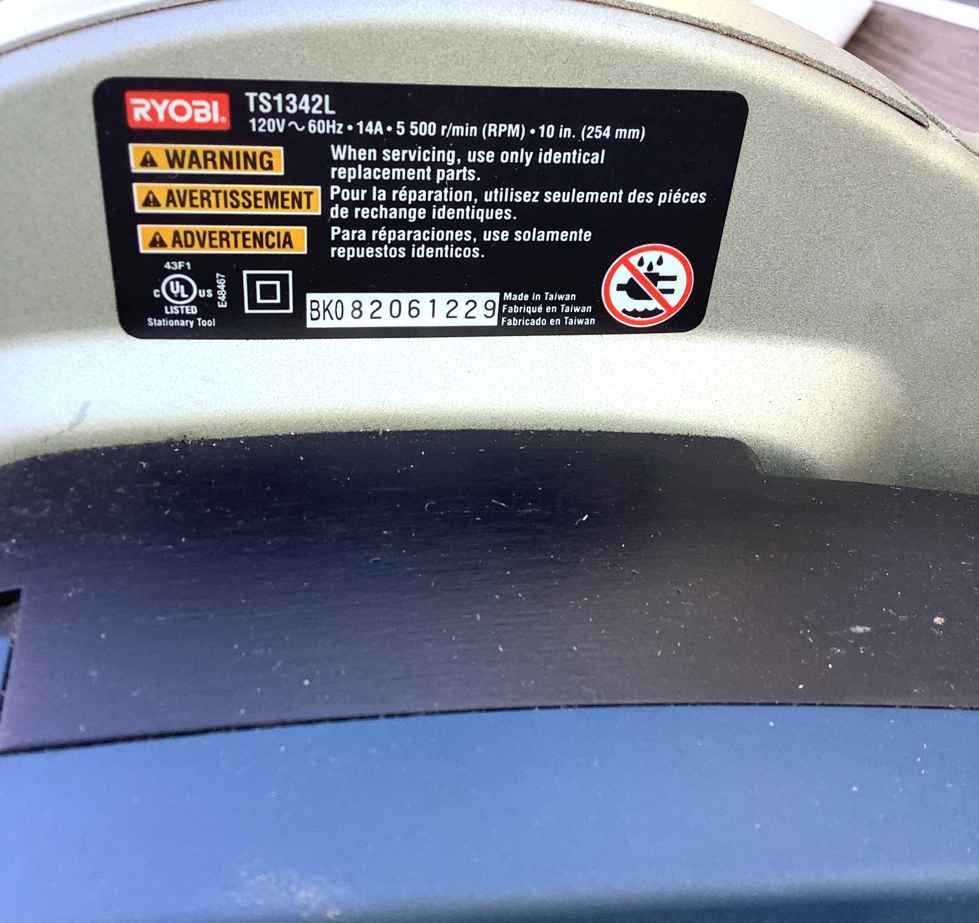 RYOBI. TS1342L
120V ~ 60Hz • 14A • 5 500 r/min (RPM) • 10 in. (254 mm)
WARNING
When servicing, use only identical
replacement parts.
AVERTISSEMENT
Pour la réparation, utilisez seulement des piéces
de rechange identiques.
ADVERTENCIA
Para réparaciones, use solamente
repuestos identicos.
43F1
C UL US
LISTED
E48467
Stationary Tool
BK082061229
Made in Taiwan
Fabriqué en Taiwan
Fabricado en Taiwan